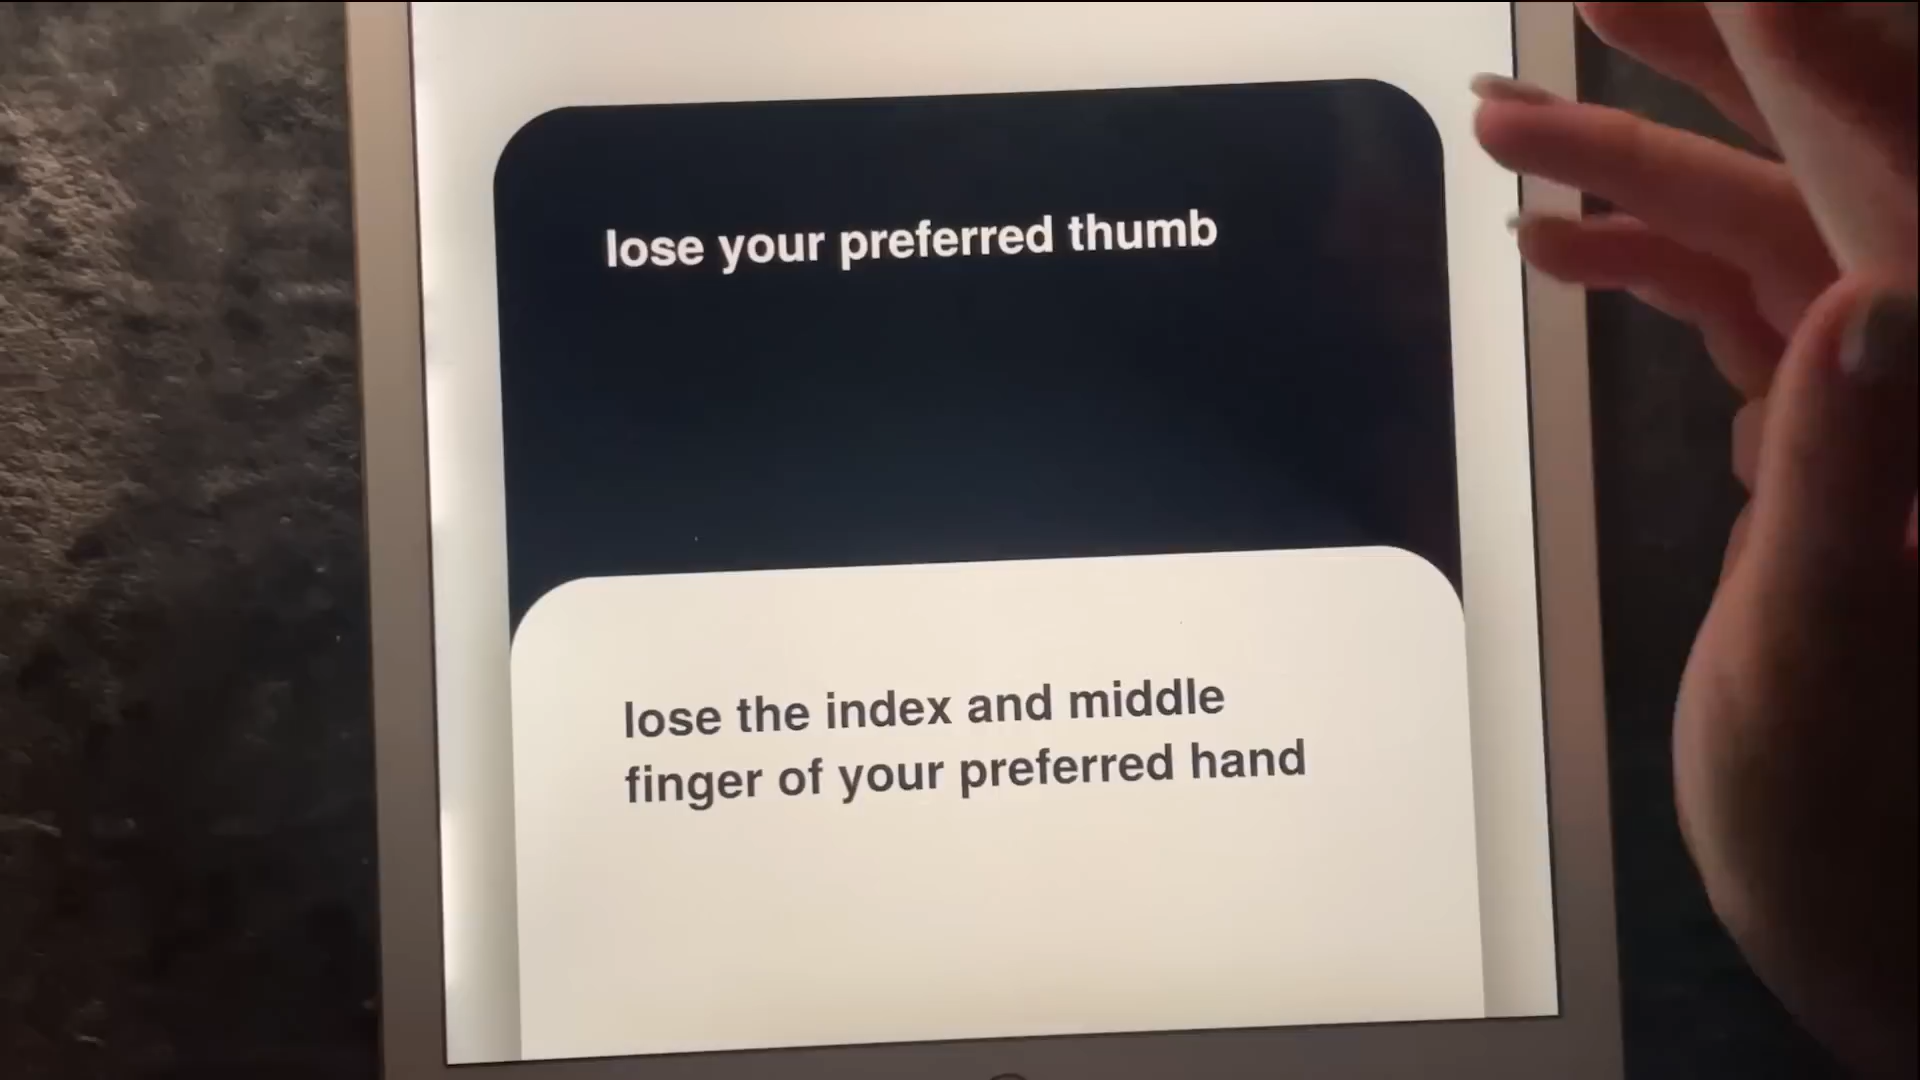 lose your preferred thumb
lose the index and middle
finger of your preferred hand